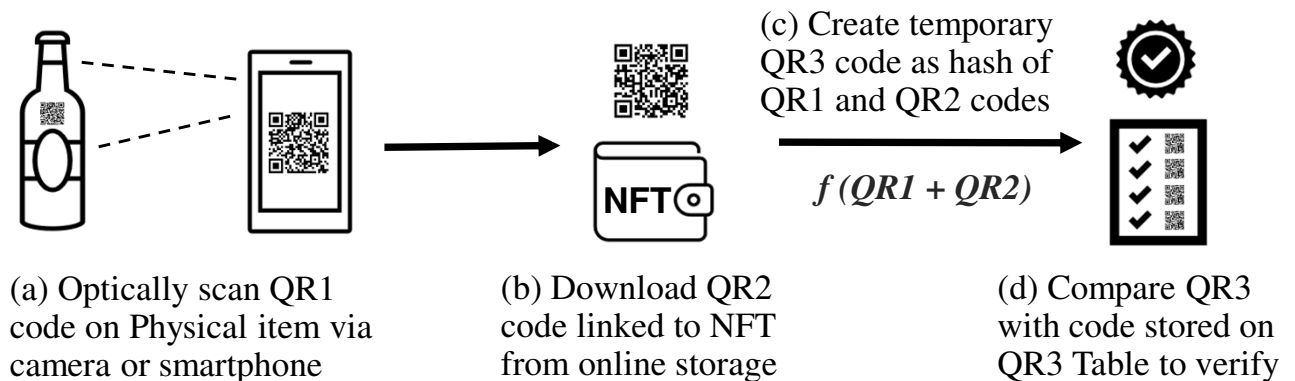 (c) Create temporary
QR3 code as hash of
QR1 and QR2 codes
NFT
f (QR1 + QR2)
(a) Optically scan QR1
code on Physical item via
camera or smartphone
(b) Download QR2
code linked to NFT
from online storage
(d) Compare QR3
with code stored on
QR3 Table to verify